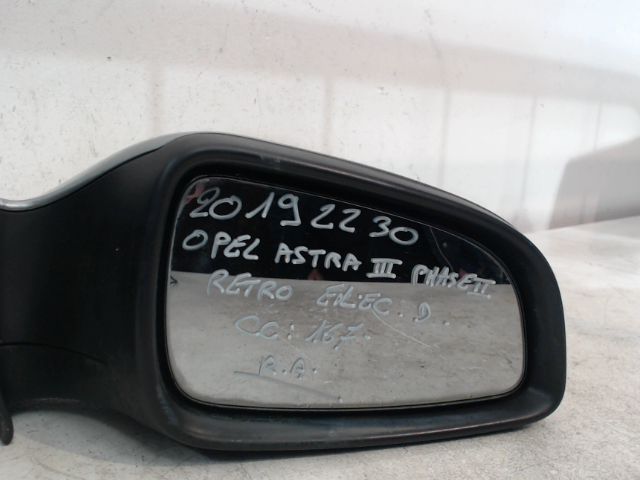 20192230
OPEL ASTRA III PHASE II.
RETRO ELEC. D.
CC: 167.
R.A.